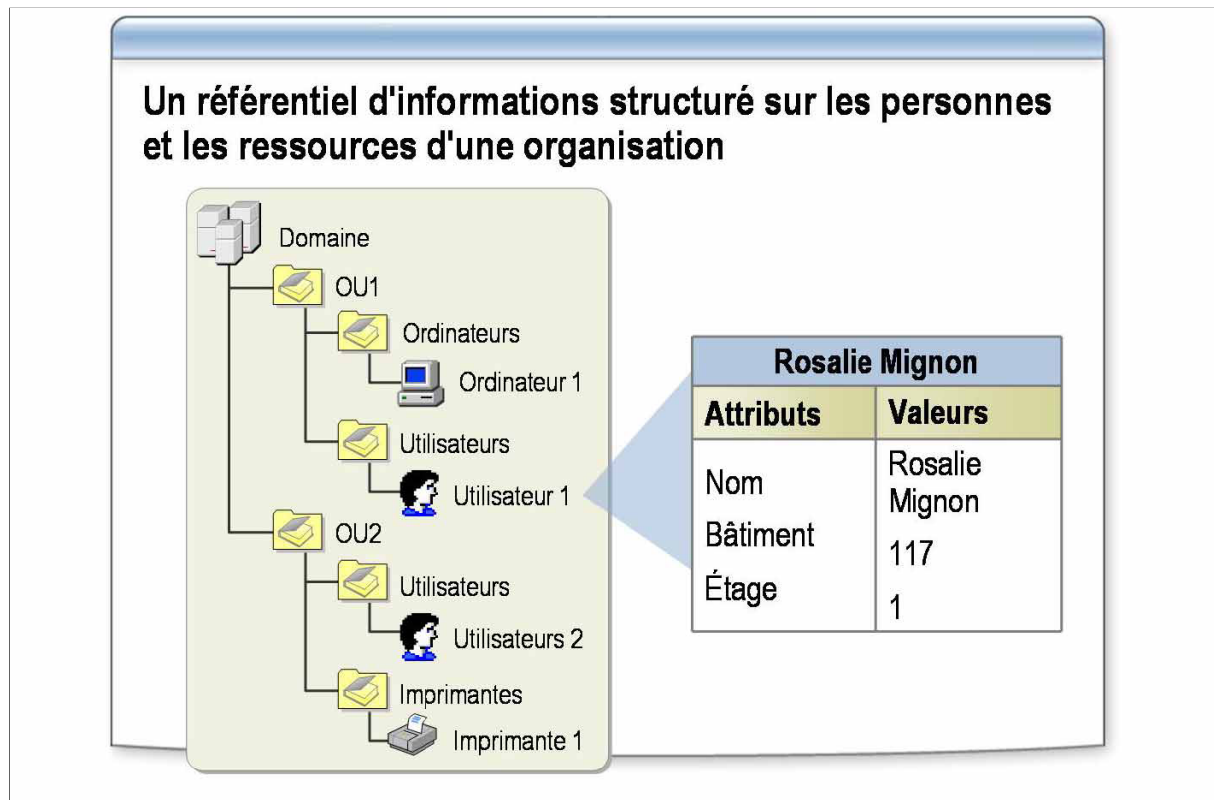 Un référentiel d'informations structuré sur les personnes
et les ressources d'une organisation
Domaine
OU1
Ordinateurs
Ordinateur 1
Utilisateurs
Utilisateur 1
OU2
Utilisateurs
Utilisateurs 2
Imprimantes
Imprimante 1
Rosalie Mignon
Attributs Valeurs
Nom Rosalie
Mignon
Bâtiment 117
Étage 1